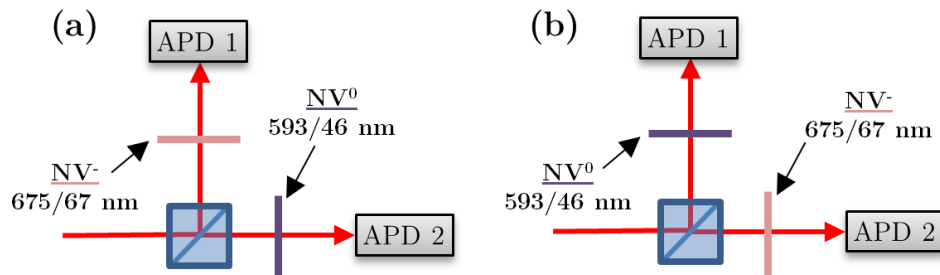 (a)
APD 1
NV⁰
593/46 nm
NV-
675/67 nm
APD 2
(b)
APD 1
NV-
675/67 nm
NV⁰
593/46 nm
APD 2